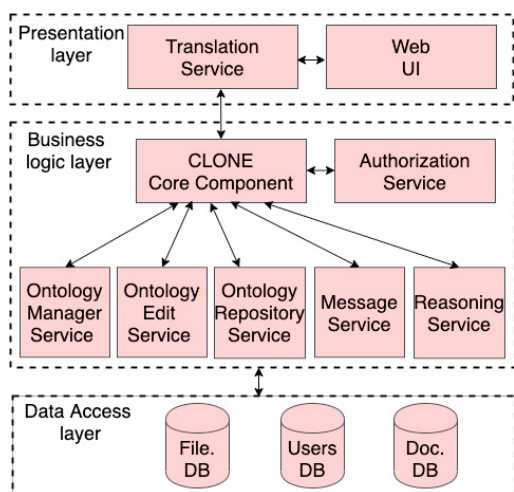 Presentation
layer
Translation
Service
Web
UI
Business
logic layer
CLONE
Core Component
Authorization
Service
Ontology
Manager
Service
Ontology
Edit
Service
Ontology
Repository
Service
Message
Service
Reasoning
Service
Data Access
layer
File.
DB
Users
DB
Doc.
DB